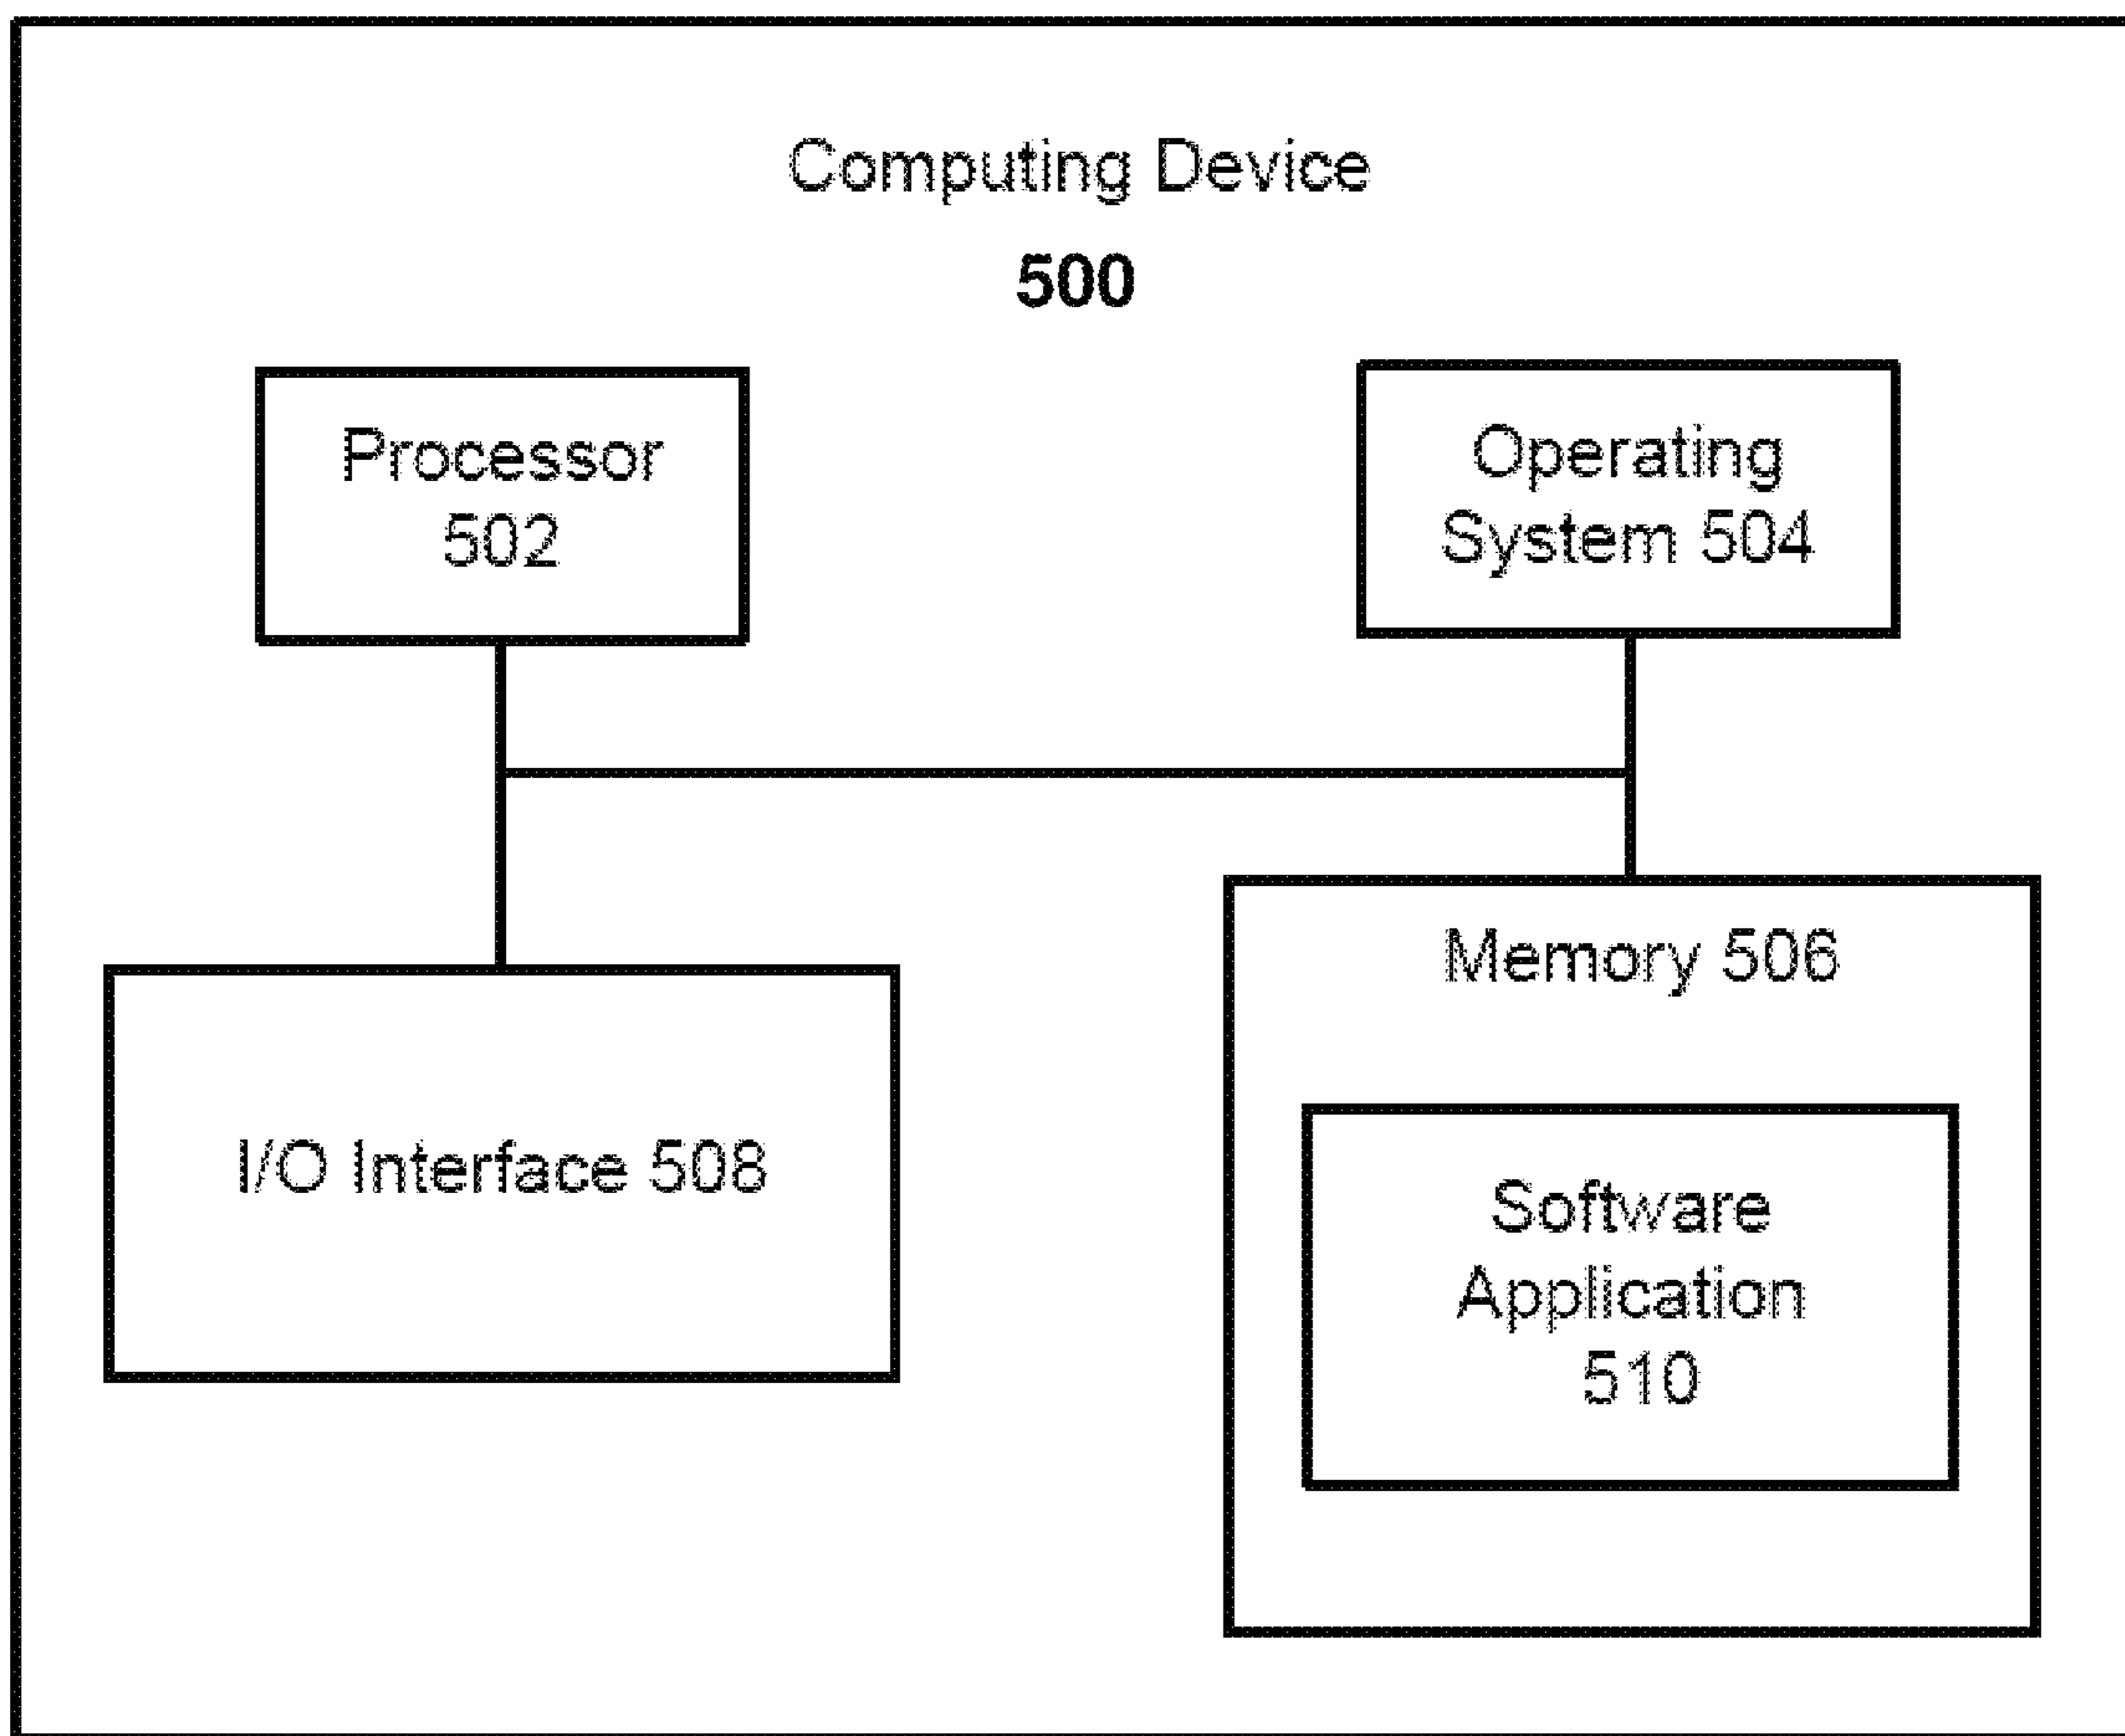 Computing Device
500
Processor
502
Operating
System 504
I/O Interface 508
Memory 506
Software
Application
510